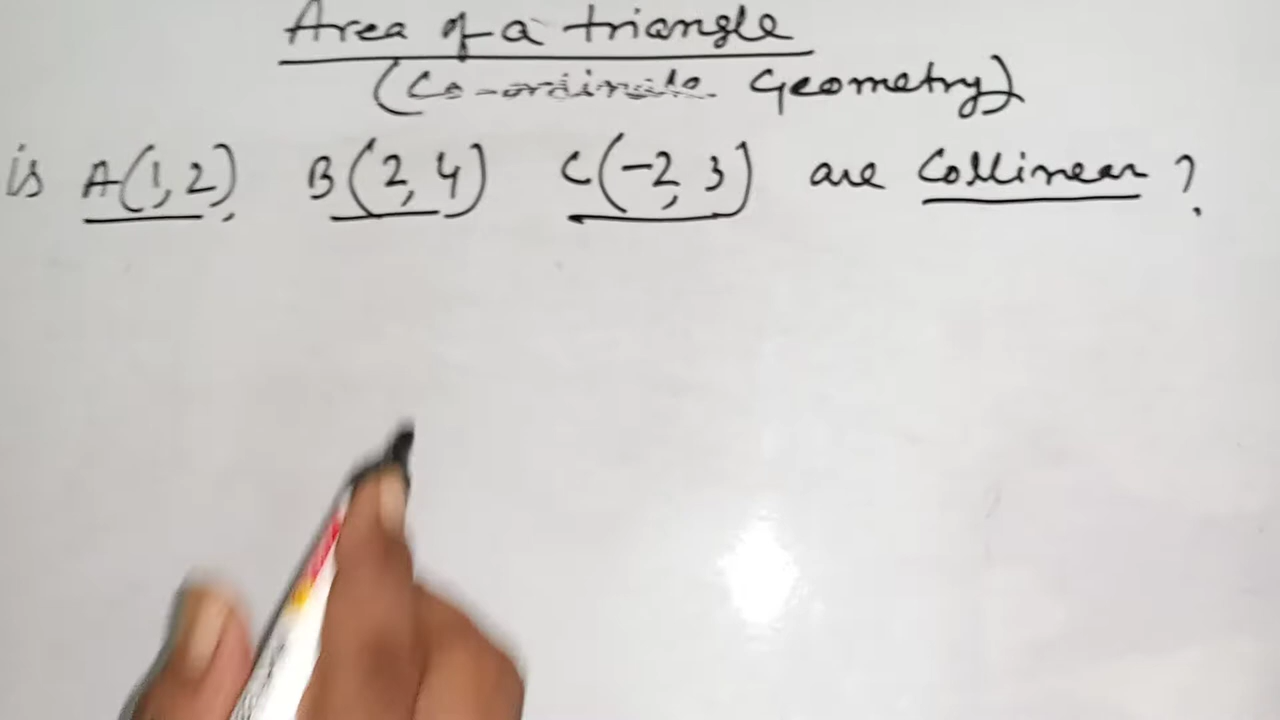 Area of a triangle
(Co-ordinate Geometry)
is A(1,2), B(2,4) C(-2,3) are Collinear ?